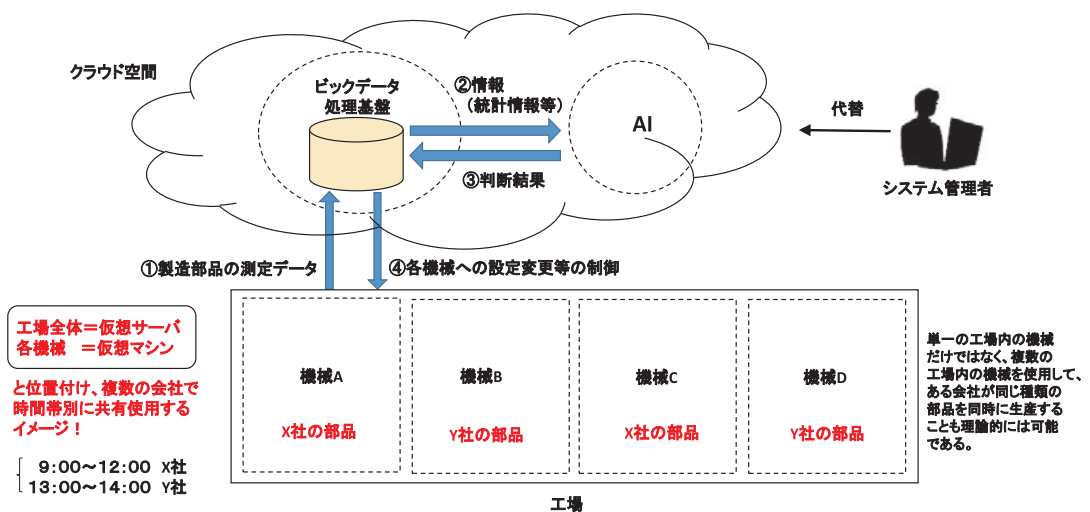 クラウド空間
ビックデータ
処理基盤
②情報
（統計情報等）
AI
③判断結果
代替
システム管理者
①製造部品の測定データ
④各機械への設定変更等の制御
工場全体＝仮想サーバ
各機械　＝仮想マシン
と位置付け、複数の会社で
時間帯別に共有使用する
イメージ！
9:00～12:00 X社
13:00～14:00 Y社
機械A
X社の部品
機械B
Y社の部品
機械C
X社の部品
機械D
Y社の部品
工場
単一の工場内の機械
だけではなく、複数の
工場内の機械を使用して、
ある会社が同じ種類の
部品を同時に生産する
ことも理論的には可能
である。